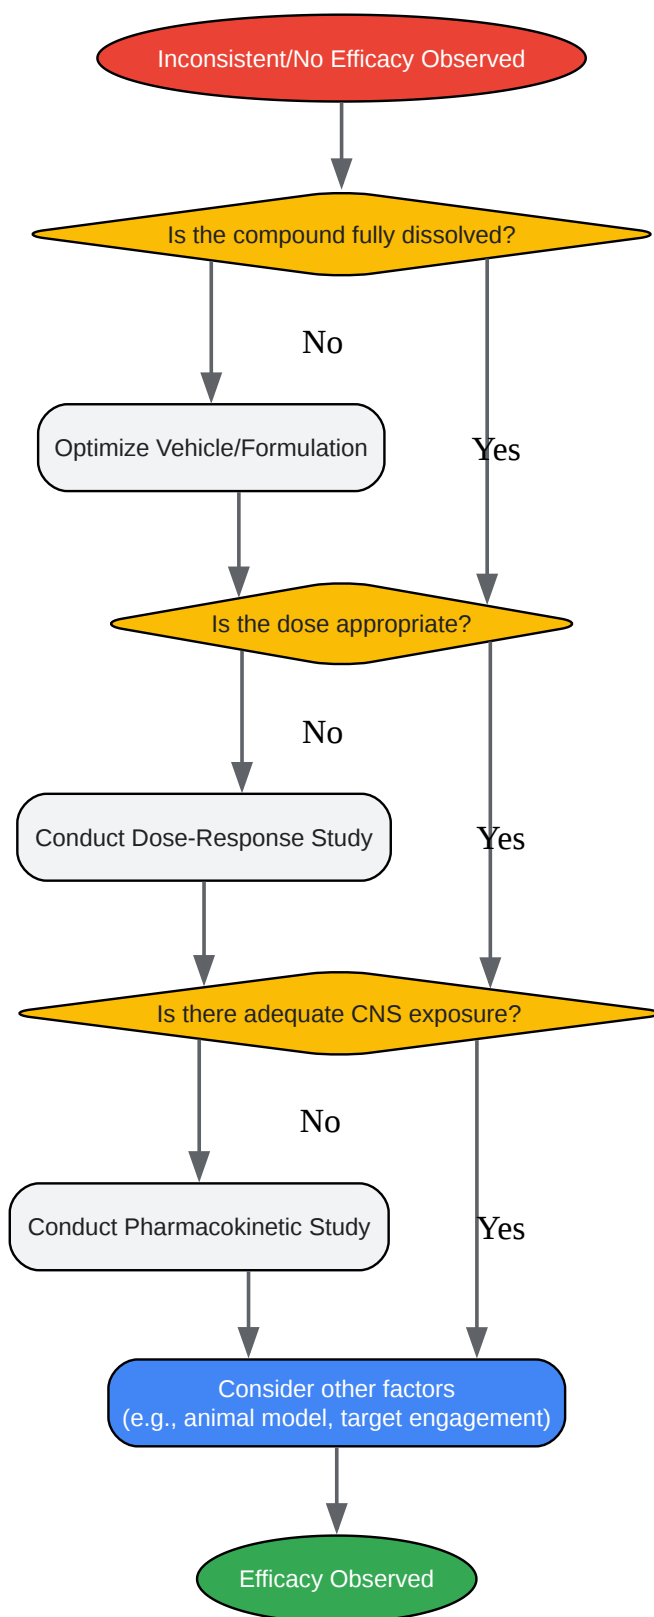 Inconsistent/No Efficacy Observed
Is the compound fully dissolved?
No
Optimize Vehicle/Formulation
Yes
Is the dose appropriate?
No
Conduct Dose-Response Study
Yes
Is there adequate CNS exposure?
No
Conduct Pharmacokinetic Study
Yes
Consider other factors
(e.g., animal model, target engagement)
Efficacy Observed